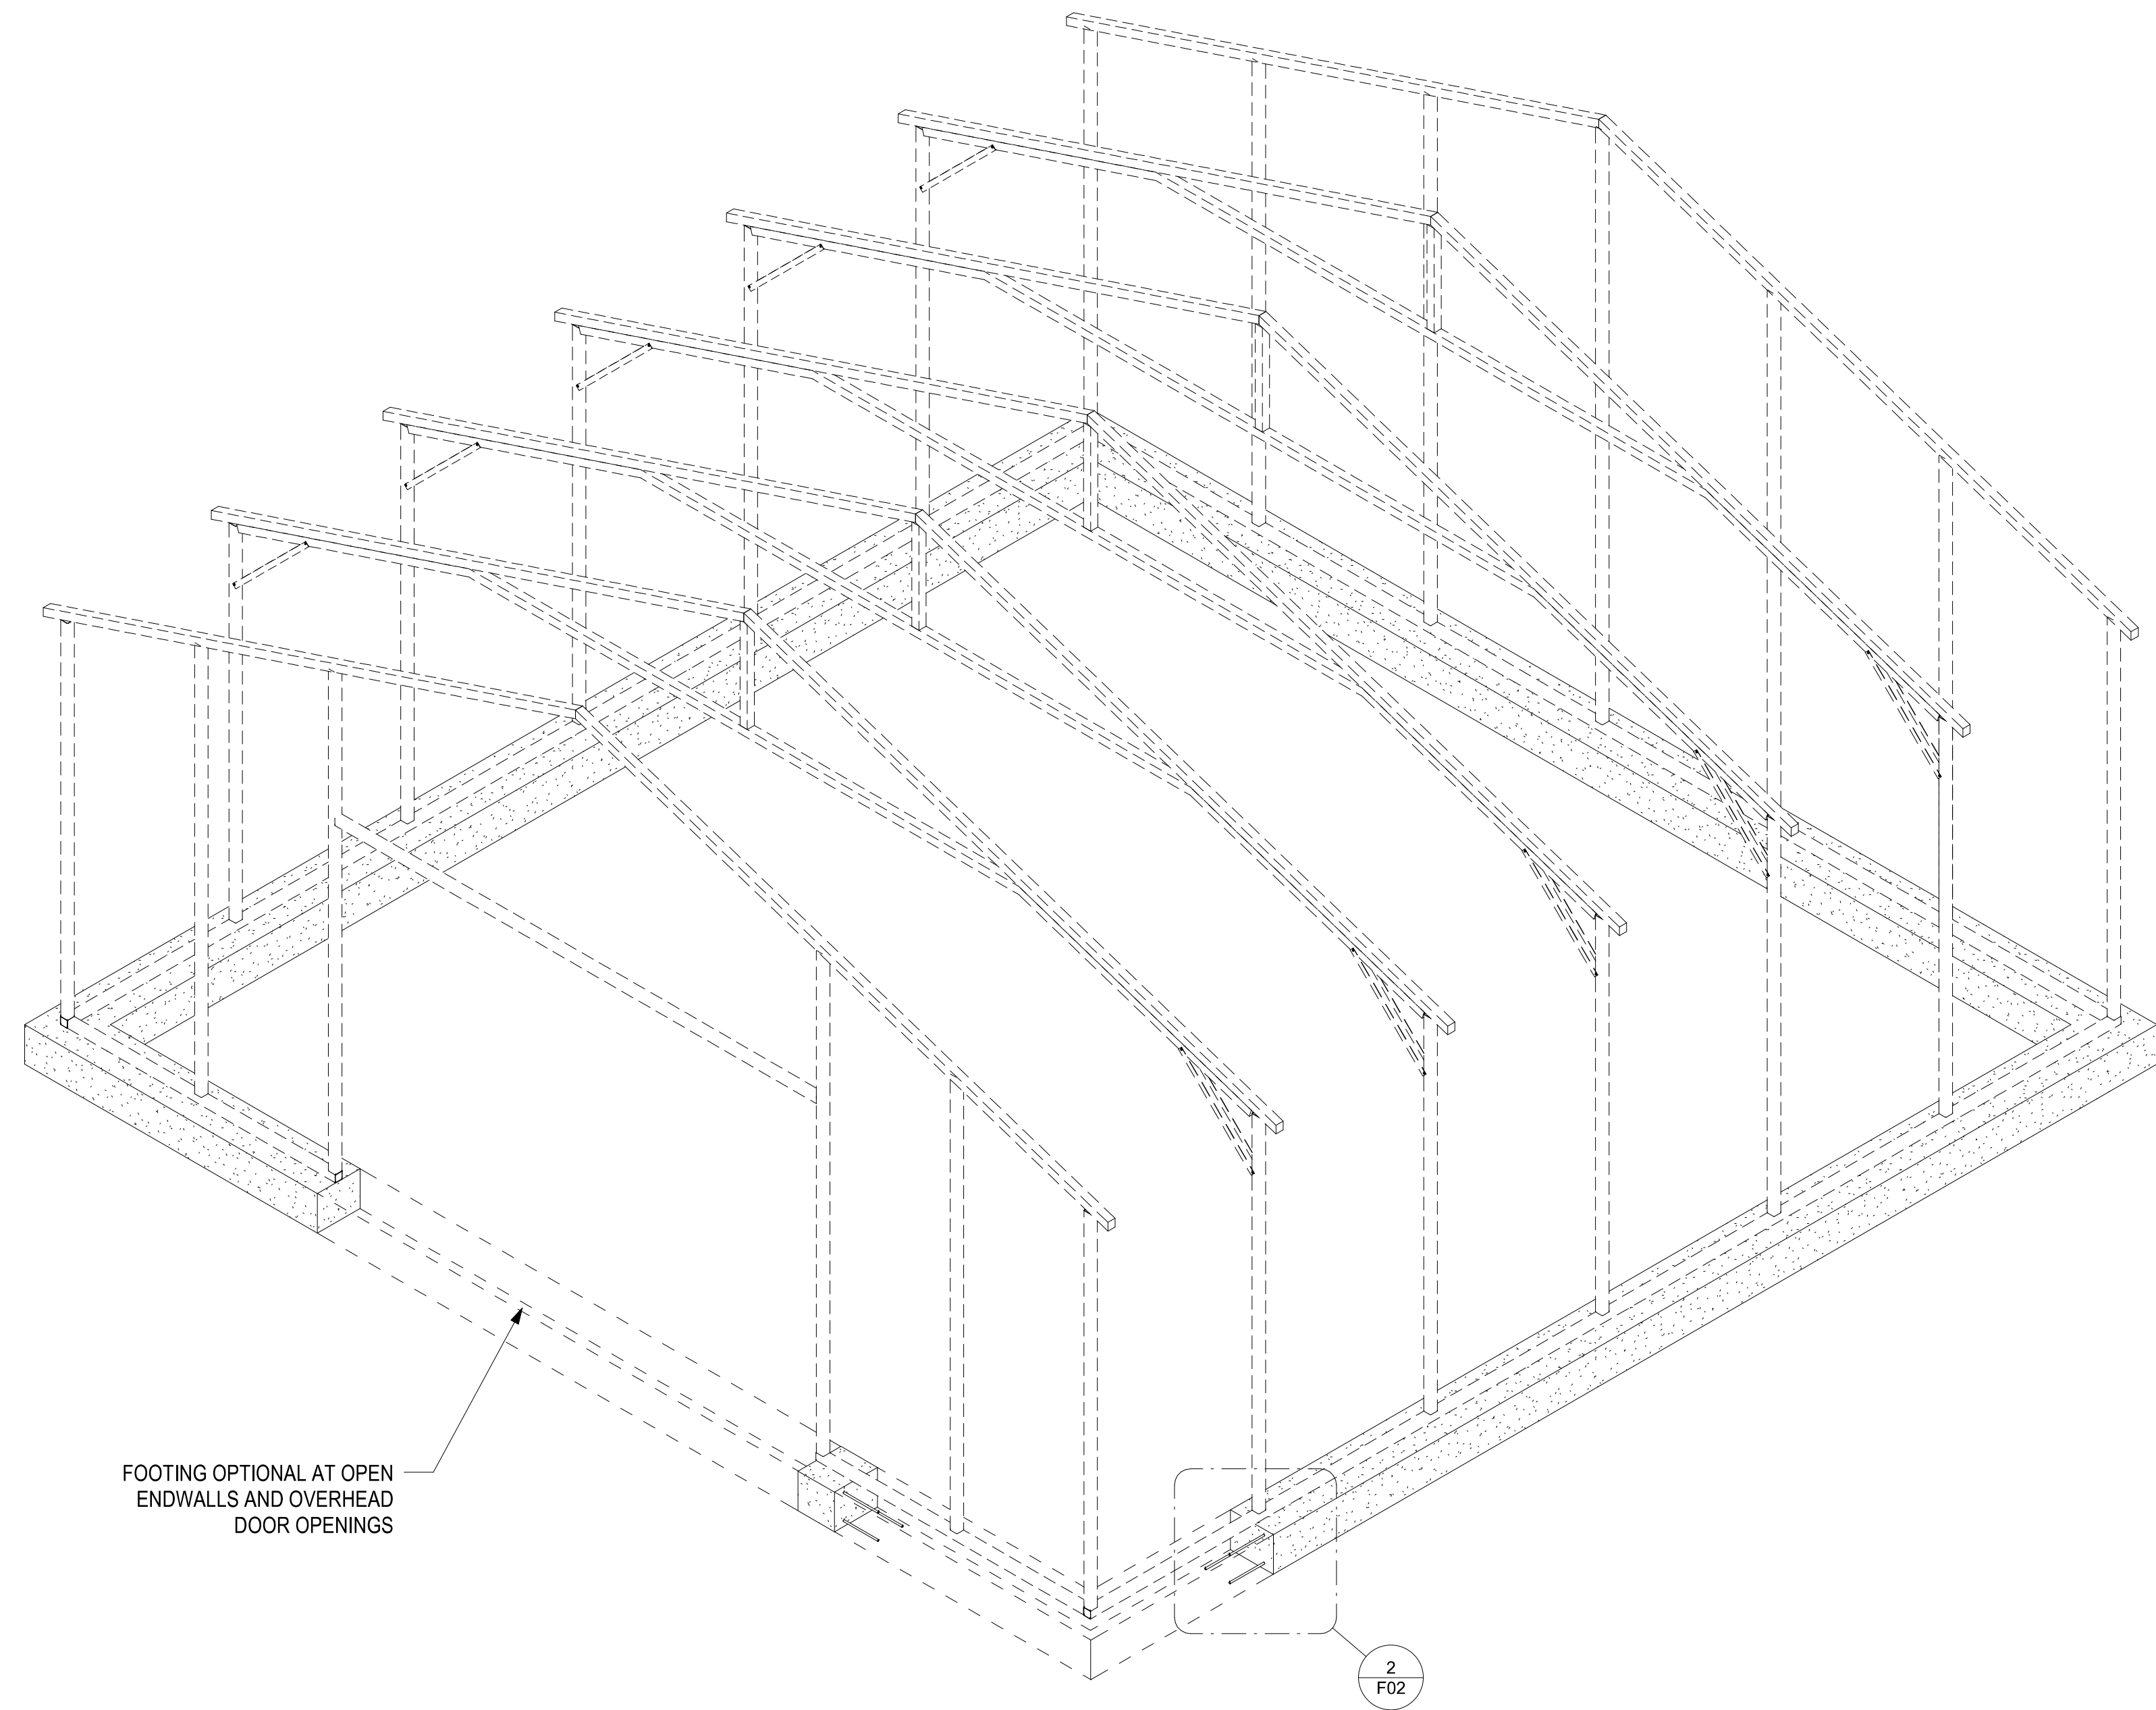 FOOTING OPTIONAL AT OPEN
ENDWALLS AND OVERHEAD
DOOR OPENINGS
2
F02